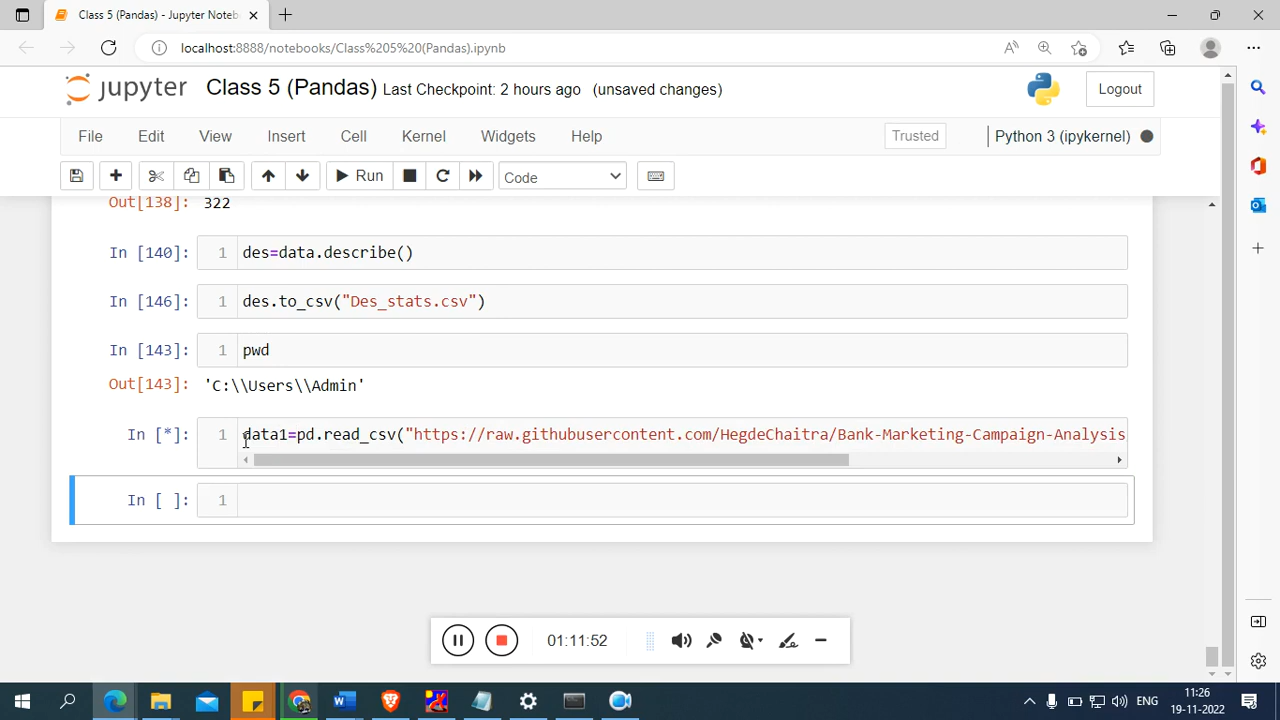 Class 5 (Pandas) - Jupyter Noteb
localhost:8888/notebooks/Class%205%20(Pandas).ipynb
jupyter Class 5 (Pandas) Last Checkpoint: 2 hours ago (unsaved changes) Logout
File Edit View Insert Cell Kernel Widgets Help Trusted Python 3 (ipykernel)
Run Code
Out[138]: 322
In [140]: 1 des=data.describe()
In [146]: 1 des.to_csv("Des_stats.csv")
In [143]: 1 pwd
Out[143]: 'C:\\Users\\Admin'
In [*]: 1 data1=pd.read_csv("https://raw.githubusercontent.com/HegdeChaitra/Bank-Marketing-Campaign-Analysis
In [ ]: 1
01:11:52
ENG 11:26
19-11-2022